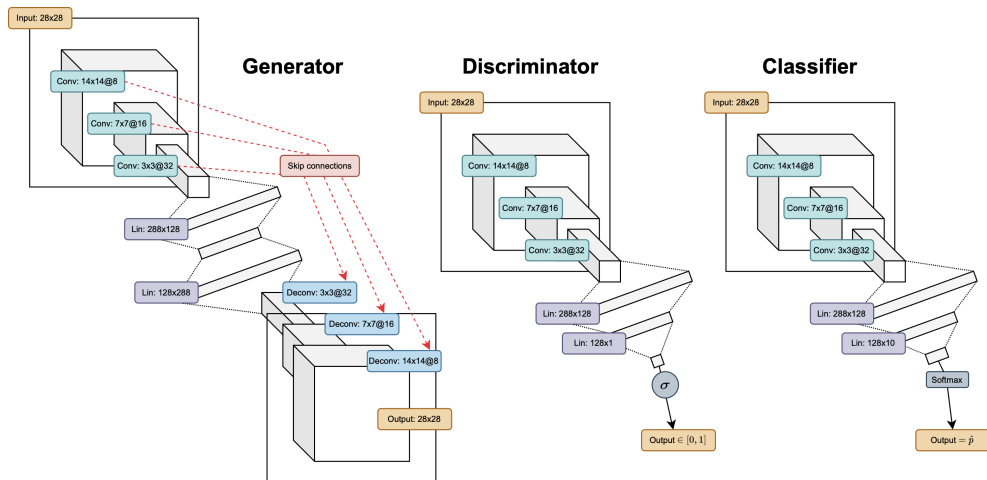 Input: 28x28
Generator
Conv: 14x14@8
Conv: 7x7@16
Conv: 3x3@32
Skip connections
Lin: 288x128
Lin: 128x288
Deconv: 3x3@32
Deconv: 7x7@16
Deconv: 14x14@8
Output: 28x28
Discriminator
Input: 28x28
Conv: 14x14@8
Conv: 7x7@16
Conv: 3x3@32
Lin: 288x128
Lin: 128x1
σ
Output ∈ [0, 1]
Classifier
Input: 28x28
Conv: 14x14@8
Conv: 7x7@16
Conv: 3x3@32
Lin: 288x128
Lin: 128x10
Softmax
Output = p̂